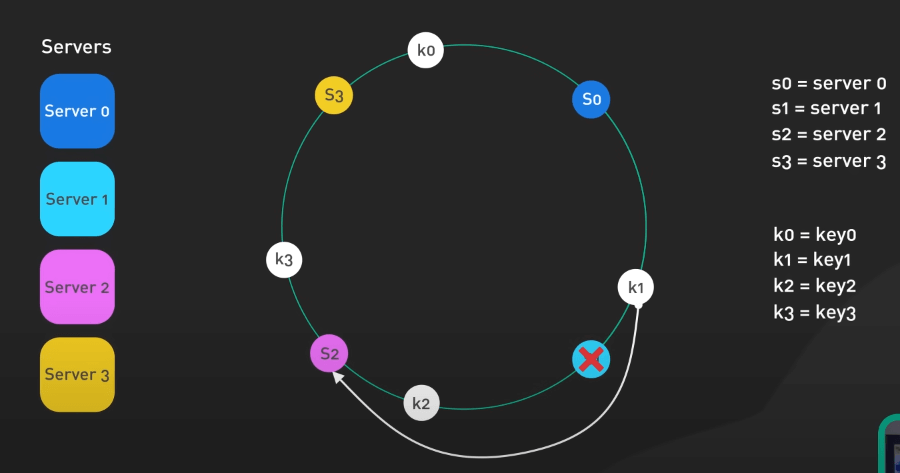 Servers
Server 0
Server 1
Server 2
Server 3
k0
S3
S0
k3
k1
S2
k2
s0 = server 0
s1 = server 1
s2 = server 2
s3 = server 3
k0 = key0
k1 = key1
k2 = key2
k3 = key3